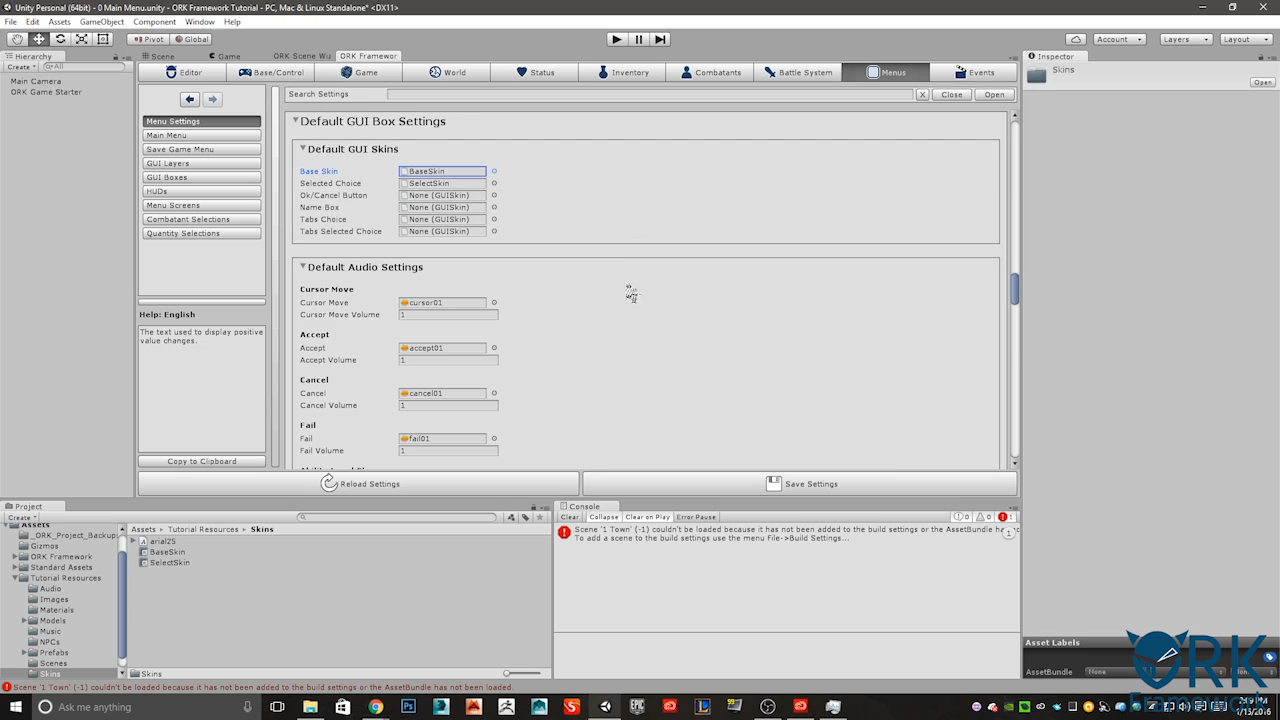 Unity Personal (64bit) - 0 Main Menu.unity - ORK Framework Tutorial - PC, Mac & Linux Standalone* <DX11>
File Edit Assets GameObject Component Window Help
Pivot Global Account Layers Layout
Hierarchy Scene Game ORK Scene Wiz ORK Framewor Inspector
Create All
Main Camera
ORK Game Starter
Editor Base/Control Game World Status Inventory Combatants Battle System Menus Events
Skins
Open
Search Settings X Close Open
Menu Settings
Main Menu
Save Game Menu
GUI Layers
GUI Boxes
HUDs
Menu Screens
Combatant Selections
Quantity Selections
Help: English
The text used to display positive
value changes.
Copy to Clipboard
Default GUI Box Settings
Default GUI Skins
Base Skin BaseSkin
Selected Choice SelectSkin
Ok/Cancel Button None (GUISkin)
Name Box None (GUISkin)
Tabs Choice None (GUISkin)
Tabs Selected Choice None (GUISkin)
Default Audio Settings
Cursor Move
Cursor Move cursor01
Cursor Move Volume 1
Accept
Accept accept01
Accept Volume 1
Cancel
Cancel cancel01
Cancel Volume 1
Fail
Fail fail01
Fail Volume 1
Reload Settings Save Settings
Project
Create
Assets
_ORK_Project_Backup
Gizmos
ORK Framework
Standard Assets
Tutorial Resources
Audio
Images
Materials
Models
Music
NPCs
Prefabs
Scenes
Skins
Assets Tutorial Resources Skins
arial25
BaseSkin
SelectSkin
Skins
Console
Clear Collapse Clear on Play Error Pause 0 0 1
Scene '1 Town' (-1) couldn't be loaded because it has not been added to the build settings or the AssetBundle has
To add a scene to the build settings use the menu File->Build Settings... 1
Asset Labels
AssetBundle None
ORK
Framework
Scene '1 Town' (-1) couldn't be loaded because it has not been added to the build settings or the AssetBundle has not been loaded.
Ask me anything